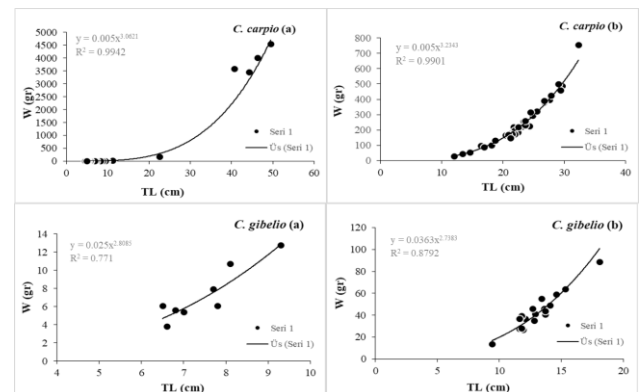 C. carpio (a)
y = 0.005x^3.0621
R² = 0.9942
W (gr)
5000
4500
4000
3500
3000
2500
2000
1500
1000
500
0
0 10 20 30 40 50 60
TL (cm)
Seri 1
Üs (Seri 1)
C. carpio (b)
y = 0.005x^3.2343
R² = 0.9901
W (gr)
800
700
600
500
400
300
200
100
0
0 10 20 30 40
TL (cm)
Seri 1
Üs (Seri 1)
C. gibelio (a)
y = 0.025x^2.8085
R² = 0.771
W (gr)
14
12
10
8
6
4
2
0
4 5 6 7 8 9 10
TL (cm)
Seri 1
Üs (Seri 1)
C. gibelio (b)
y = 0.0363x^2.7383
R² = 0.8792
W (gr)
120
100
80
60
40
20
0
0 5 10 15 20
TL (cm)
Seri 1
Üs (Seri 1)